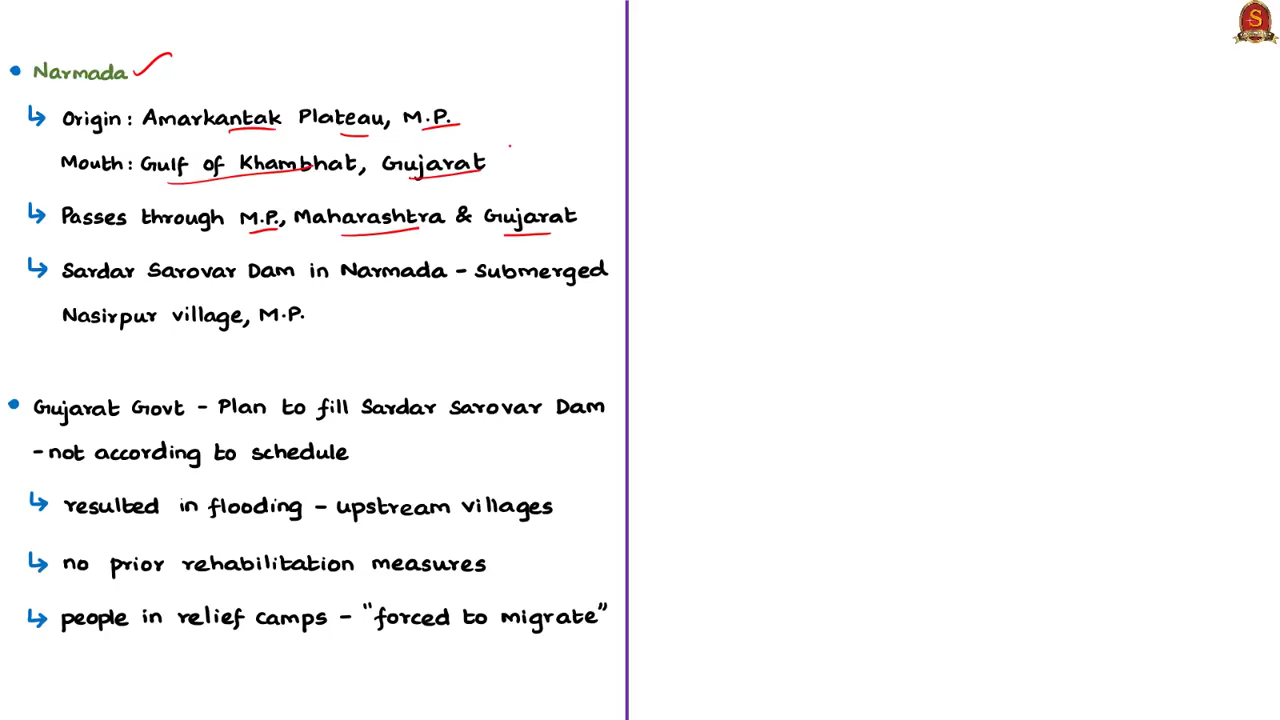 • Narmada
↳ Origin: Amarkantak Plateau, M.P.
Mouth: Gulf of Khambhat, Gujarat
↳ Passes through M.P., Maharashtra & Gujarat
↳ Sardar Sarovar Dam in Narmada - Submerged
Nasirpur village, M.P.
• Gujarat Govt - Plan to fill Sardar Sarovar Dam
- not according to schedule
↳ resulted in flooding - upstream villages
↳ no prior rehabilitation measures
↳ people in relief camps - "forced to migrate"
S